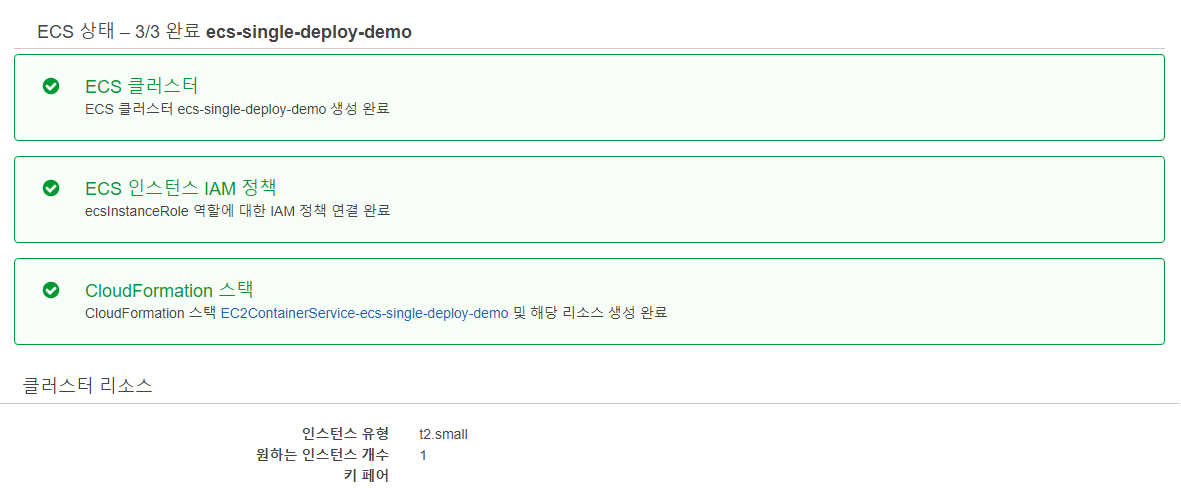 ECS 상태 – 3/3 완료 ecs-single-deploy-demo
ECS 클러스터
ECS 클러스터 ecs-single-deploy-demo 생성 완료
ECS 인스턴스 IAM 정책
ecsInstanceRole 역할에 대한 IAM 정책 연결 완료
CloudFormation 스택
CloudFormation 스택 EC2ContainerService-ecs-single-deploy-demo 및 해당 리소스 생성 완료
클러스터 리소스
인스턴스 유형 t2.small
원하는 인스턴스 개수 1
키 페어